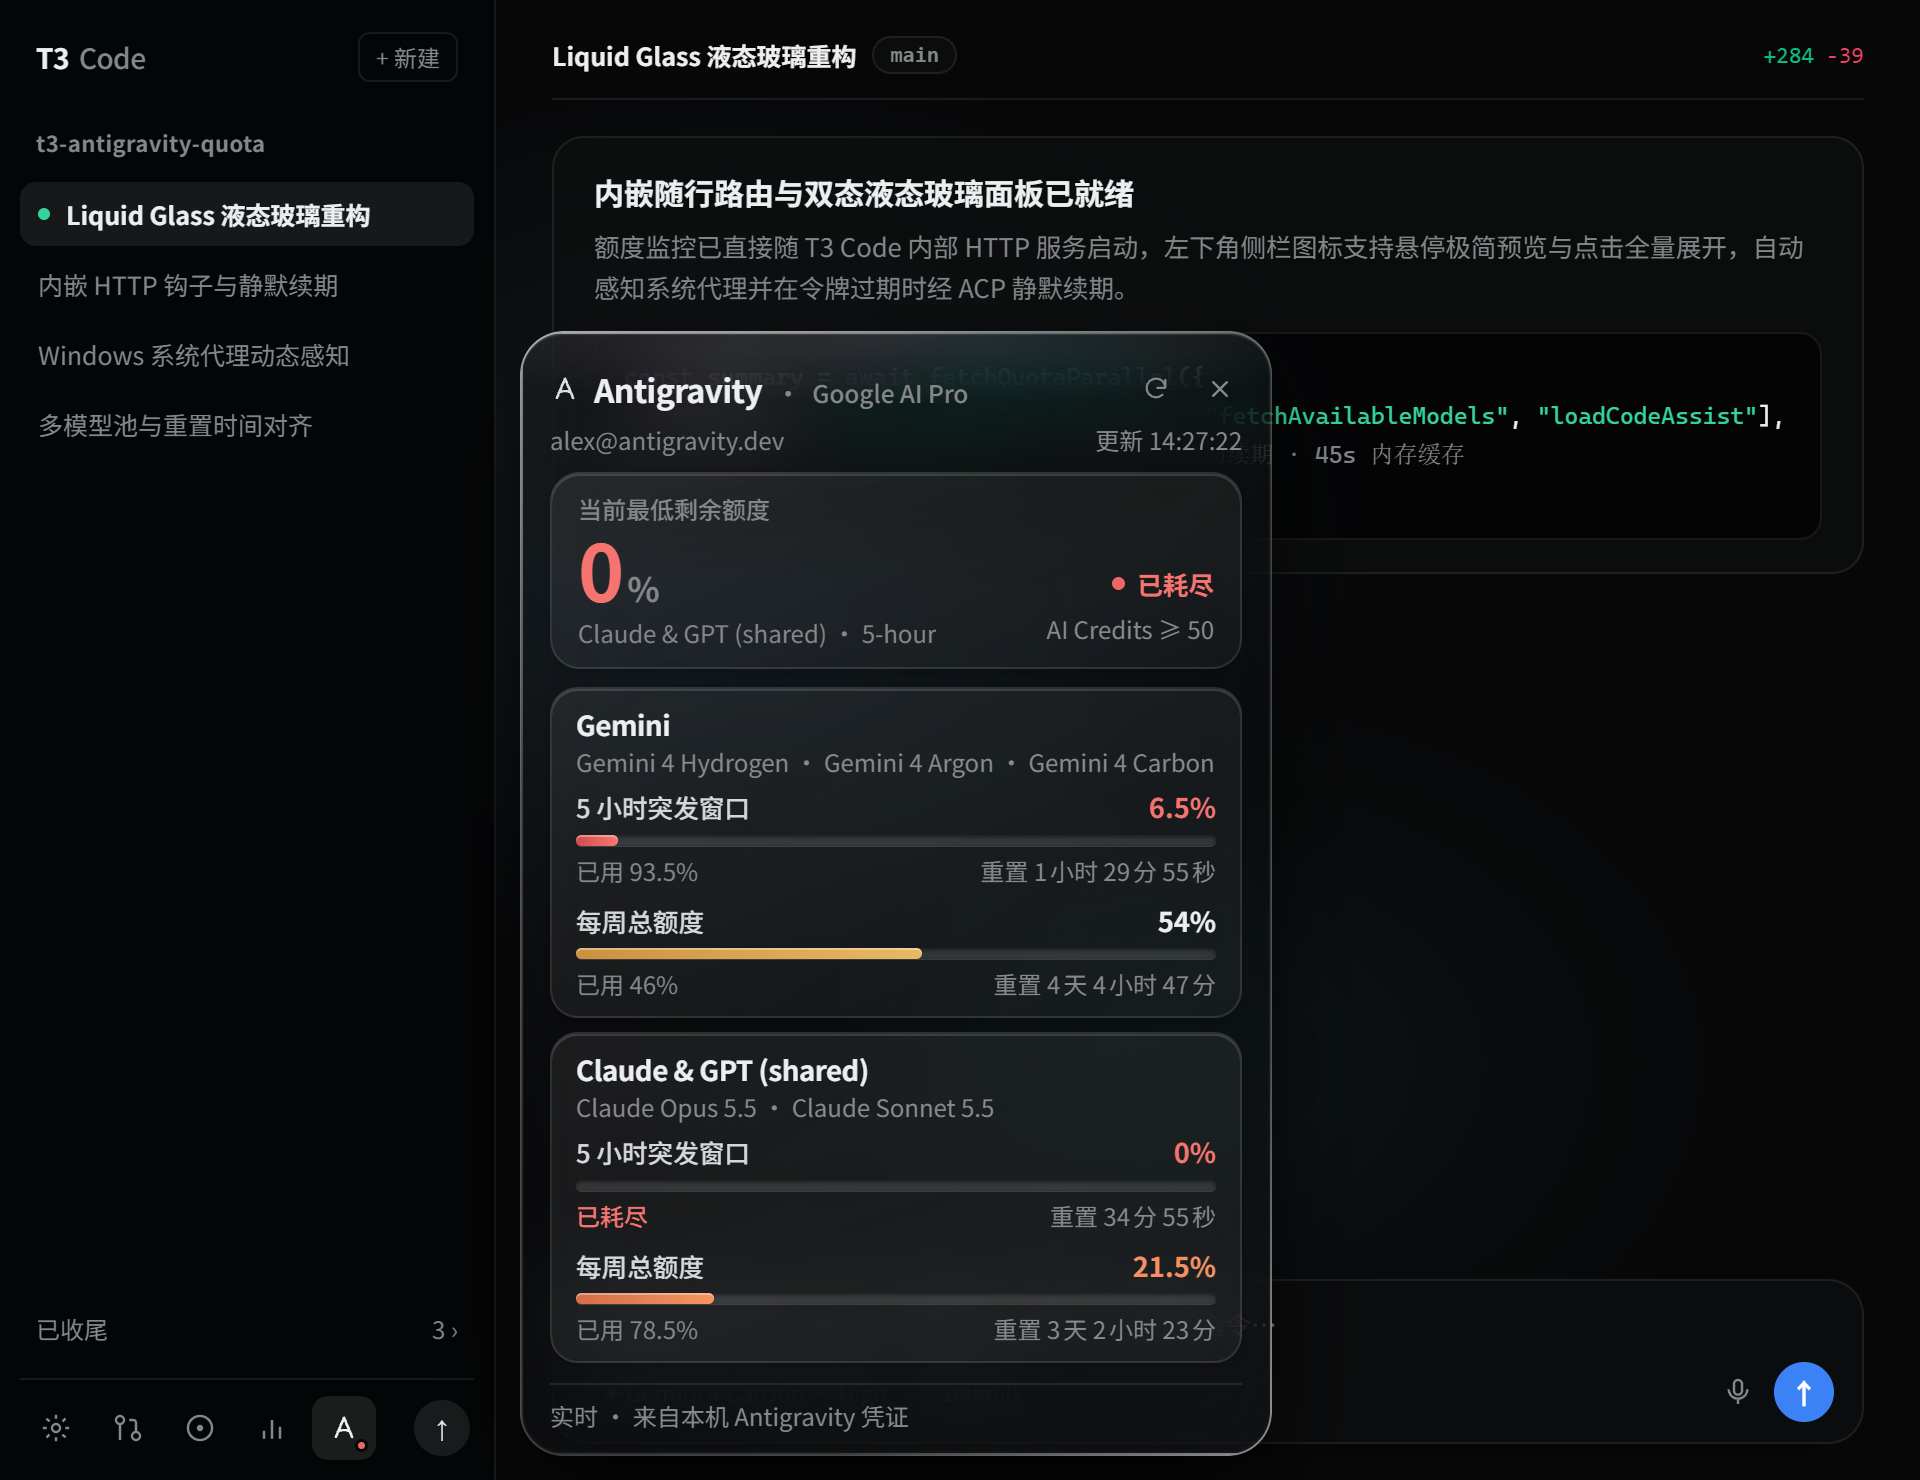 T3 Code
+ 新建
t3-antigravity-quota
Liquid Glass 液态玻璃重构
内嵌 HTTP 钩子与静默续期
Windows 系统代理动态感知
多模型池与重置时间对齐
已收尾
3 ›
Liquid Glass 液态玻璃重构
main
+284 -39
内嵌随行路由与双态液态玻璃面板已就绪
额度监控已直接随 T3 Code 内部 HTTP 服务启动，左下角侧栏图标支持悬停极简预览与点击全量展开，自动
感知系统代理并在令牌过期时经 ACP 静默续期。
const summary = await fetchQuotaParallel({
"fetchAvailableModels", "loadCodeAssist"],
续期 · 45s 内存缓存
Antigravity · Google AI Pro
alex@antigravity.dev
更新 14:27:22
当前最低剩余额度
0%
已耗尽
Claude & GPT (shared) · 5-hour
AI Credits ≥ 50
Gemini
Gemini 4 Hydrogen · Gemini 4 Argon · Gemini 4 Carbon
5 小时突发窗口
6.5%
已用 93.5%
重置 1小时 29分 55秒
每周总额度
54%
已用 46%
重置 4天 4小时 47分
Claude & GPT (shared)
Claude Opus 5.5 · Claude Sonnet 5.5
5 小时突发窗口
0%
已耗尽
重置 34分 55秒
每周总额度
21.5%
已用 78.5%
重置 3天 2小时 23分
实时 · 来自本机 Antigravity 凭证